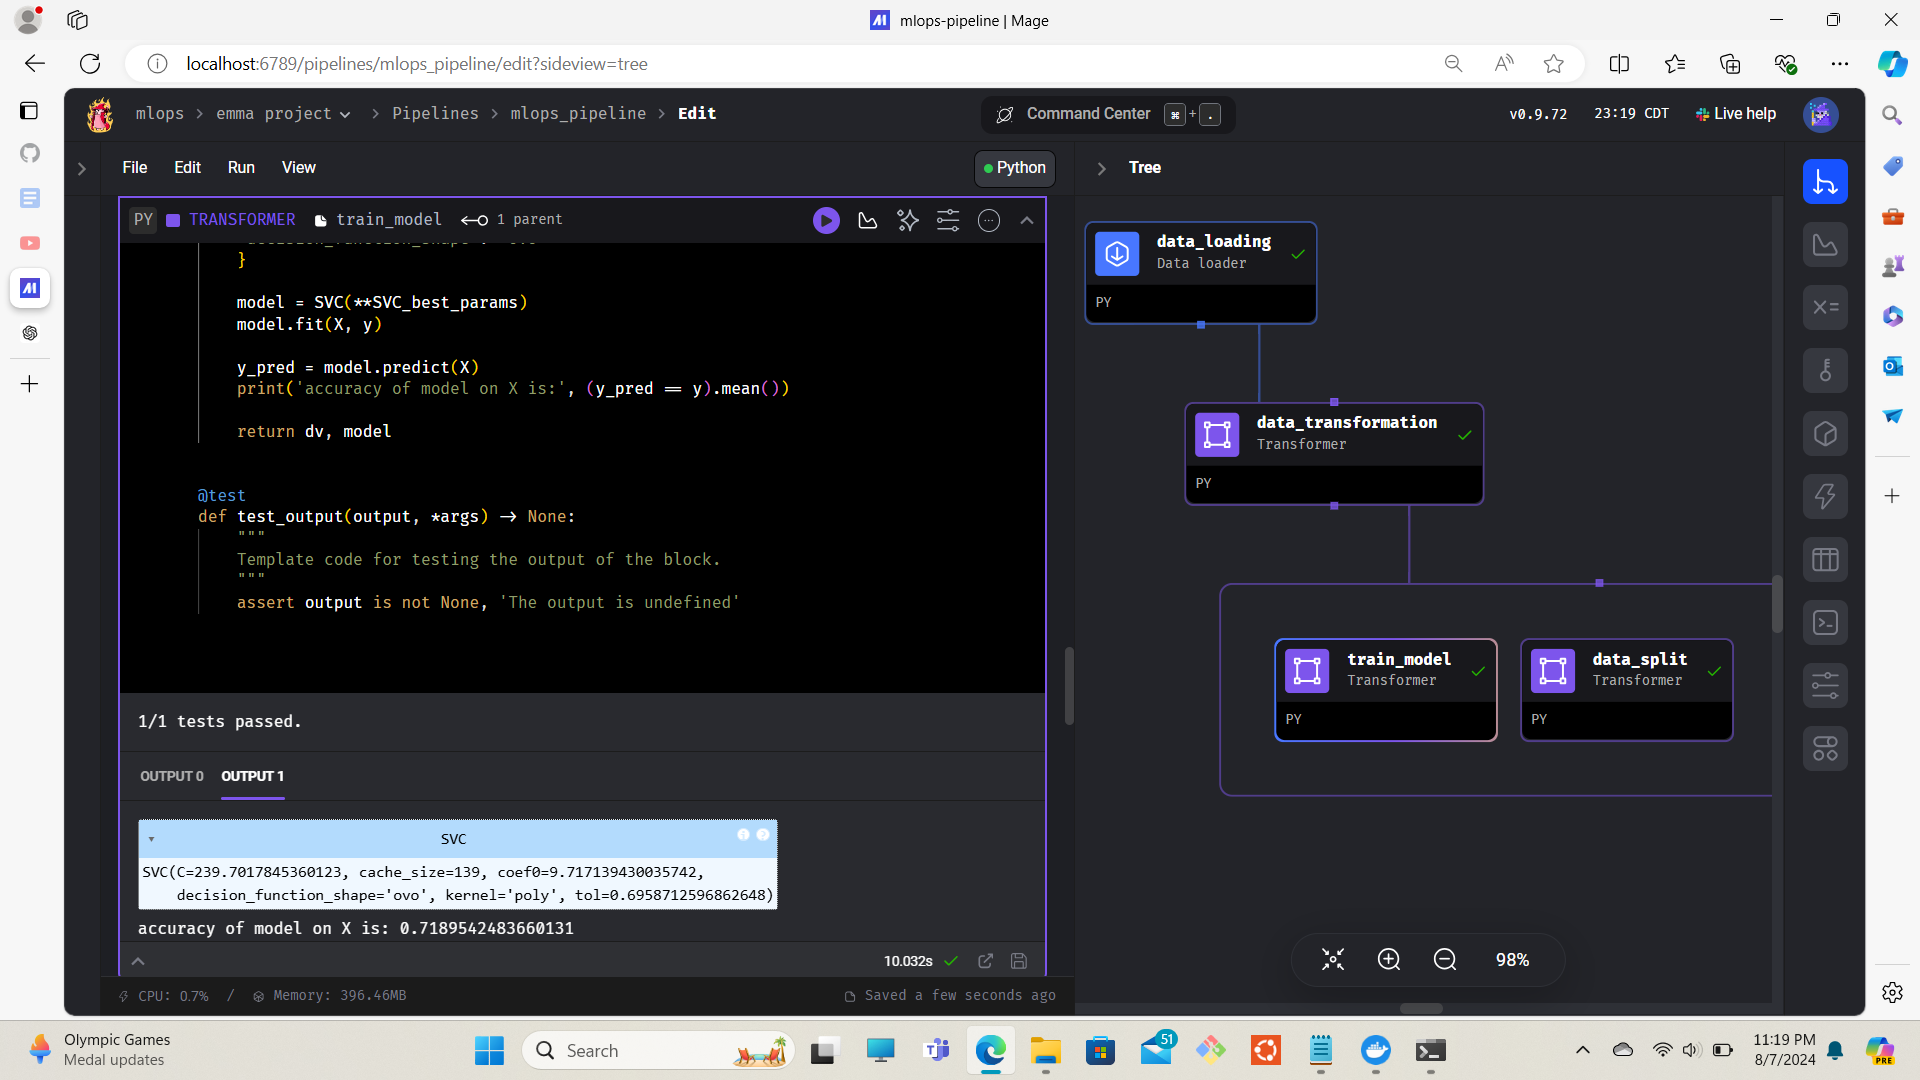 mlops-pipeline | Mage
localhost:6789/pipelines/mlops_pipeline/edit?sideview=tree
mlops > emma project > Pipelines > mlops_pipeline > Edit
Command Center ⌘ + .
v0.9.72
23:19 CDT
Live help
File Edit Run View
Python
Tree
PY TRANSFORMER train_model 1 parent
}
model = SVC(**SVC_best_params)
model.fit(X, y)
y_pred = model.predict(X)
print('accuracy of model on X is:', (y_pred == y).mean())
return dv, model
@test
def test_output(output, *args) -> None:
"""
Template code for testing the output of the block.
"""
assert output is not None, 'The output is undefined'
1/1 tests passed.
OUTPUT 0 OUTPUT 1
SVC
SVC(C=239.7017845360123, cache_size=139, coef0=9.717139430035742,
decision_function_shape='ovo', kernel='poly', tol=0.6958712596862648)
accuracy of model on X is: 0.7189542483660131
10.032s
CPU: 0.7% / Memory: 396.46MB
Saved a few seconds ago
data_loading
Data loader
PY
data_transformation
Transformer
PY
train_model
Transformer
PY
data_split
Transformer
PY
98%
Olympic Games
Medal updates
Search
51
11:19 PM
8/7/2024
PRE